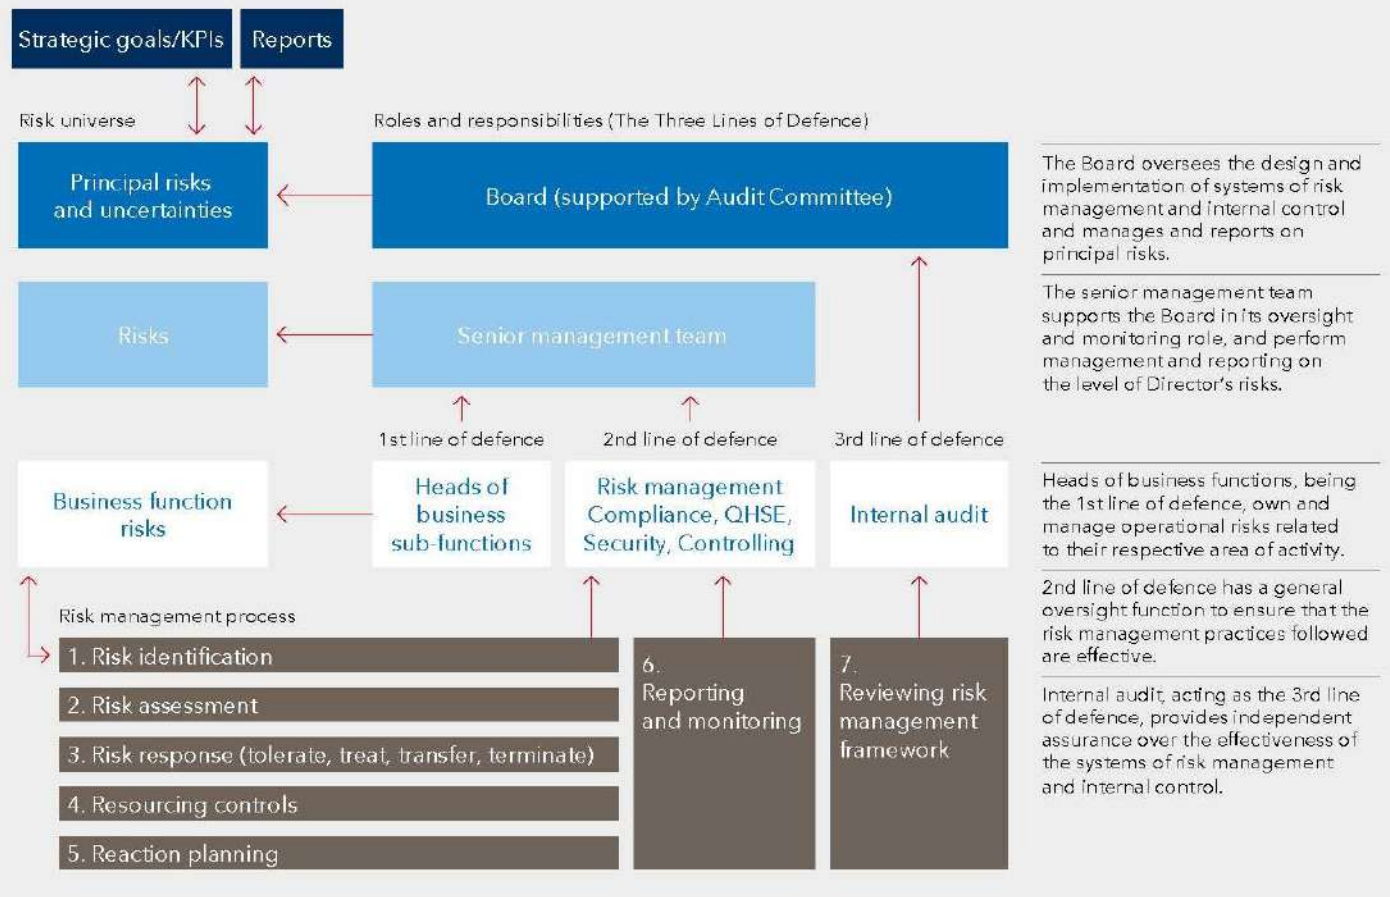 Strategic goals/KPIs
Reports
Risk universe
Roles and responsibilities (The Three Lines of Defence)
Principal risks
and uncertainties
Board (supported by Audit Committee)
The Board oversees the design and
implementation of systems of risk
management and internal control
and manages and reports on
principal risks.
Risks
Senior management team
The senior management team
supports the Board in its oversight
and monitoring role, and perform
management and reporting on
the level of Director's risks.
1st line of defence
2nd line of defence
3rd line of defence
Business function
risks
Heads of
business
sub-functions
Risk management
Compliance, QHSE,
Security, Controlling
Internal audit
Heads of business functions, being
the 1st line of defence, own and
manage operational risks related
to their respective area of activity.
2nd line of defence has a general
oversight function to ensure that the
risk management practices followed
are effective.
Risk management process
1. Risk identification
2. Risk assessment
3. Risk response (tolerate, treat, transfer, terminate)
4. Resourcing controls
5. Reaction planning
6.
Reporting
and monitoring
7.
Reviewing risk
management
framework
Internal audit, acting as the 3rd line
of defence, provides independent
assurance over the effectiveness of
the systems of risk management
and internal control.